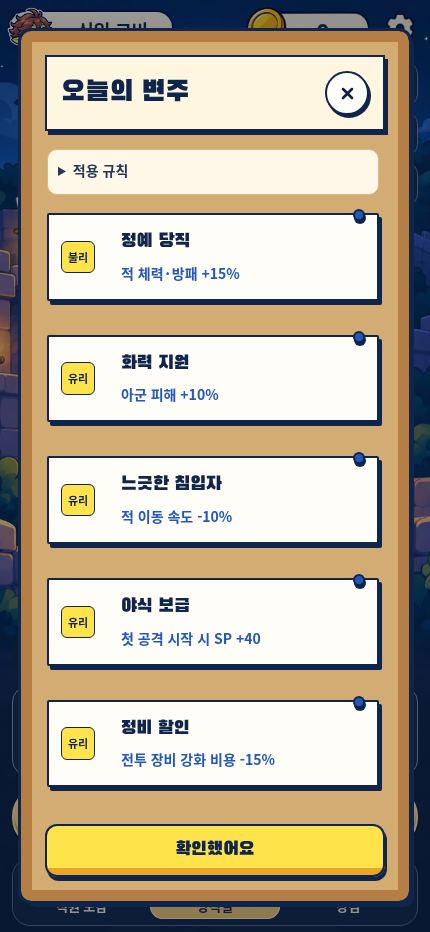 오늘의 변주
적용 규칙
불리
정예 당직
적 체력·방패 +15%
유리
화력 지원
아군 피해 +10%
유리
느긋한 침입자
적 이동 속도 -10%
유리
야식 보급
첫 공격 시작 시 SP +40
유리
정비 할인
전투 장비 강화 비용 -15%
확인했어요